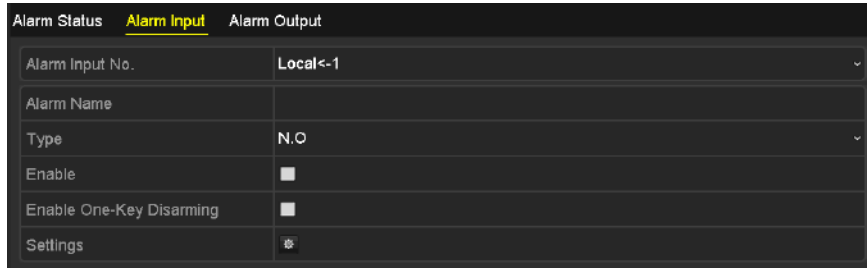 Alarm Status Alarm Input Alarm Output
Alarm Input No. Local<-1
Alarm Name
Type N.O
Enable
Enable One-Key Disarming
Settings